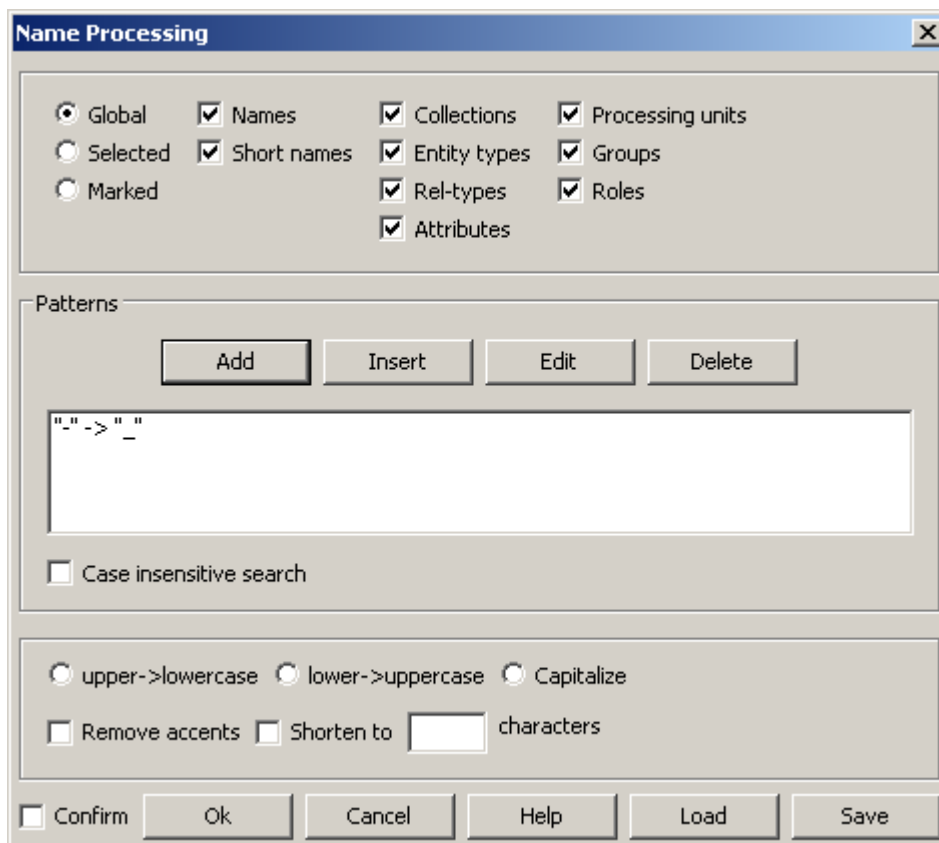 Name Processing
Global Names Collections Processing units
Selected Short names Entity types Groups
Marked Rel-types Roles
Attributes
Patterns
Add Insert Edit Delete
"-" -> "_"
Case insensitive search
upper->lowercase lower->uppercase Capitalize
Remove accents Shorten to characters
Confirm Ok Cancel Help Load Save